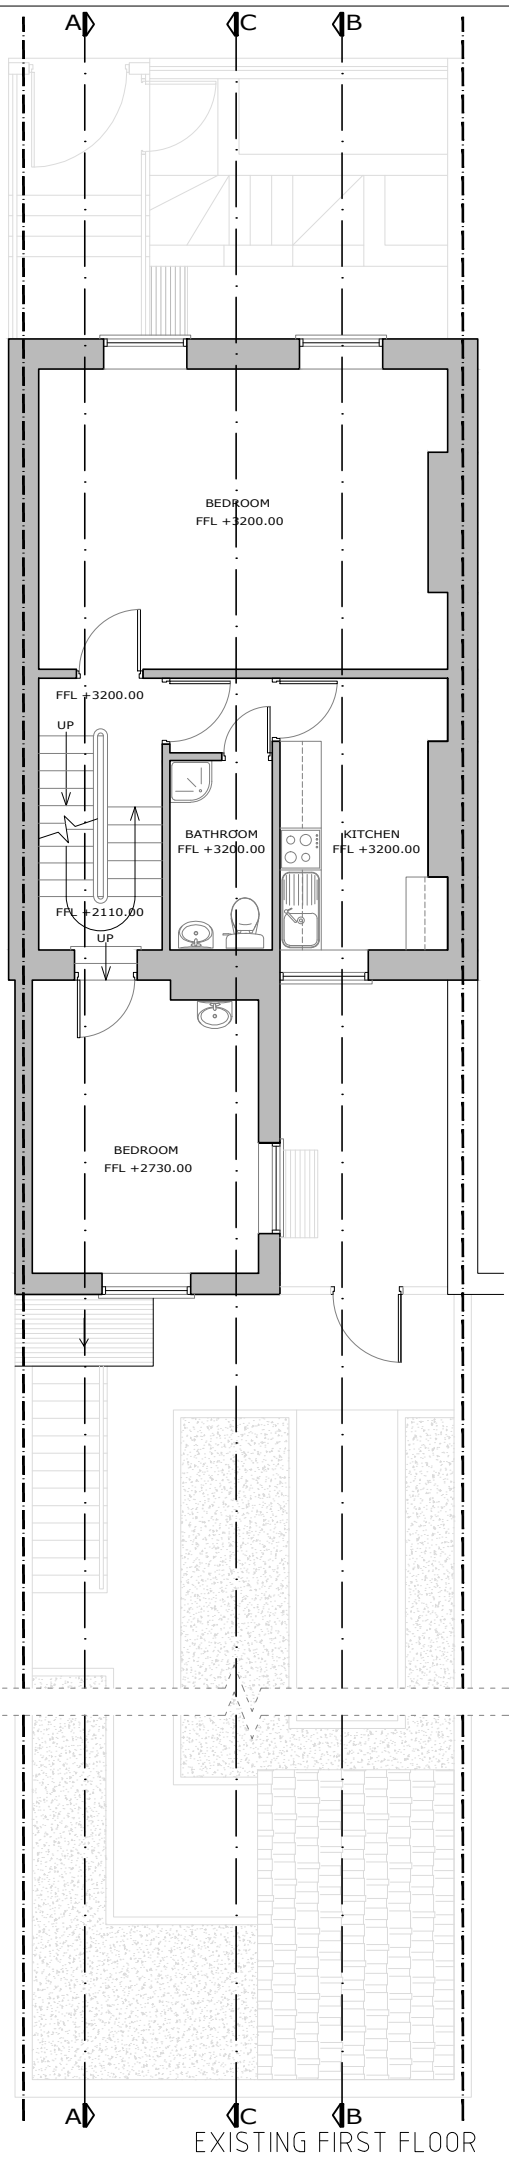 A C B
BEDROOM
FFL +3200.00
FFL +3200.00
UP
BATHROOM
FFL +3200.00
KITCHEN
FFL +3200.00
FFL +2110.00
UP
BEDROOM
FFL +2730.00
A C B
EXISTING FIRST FLOOR